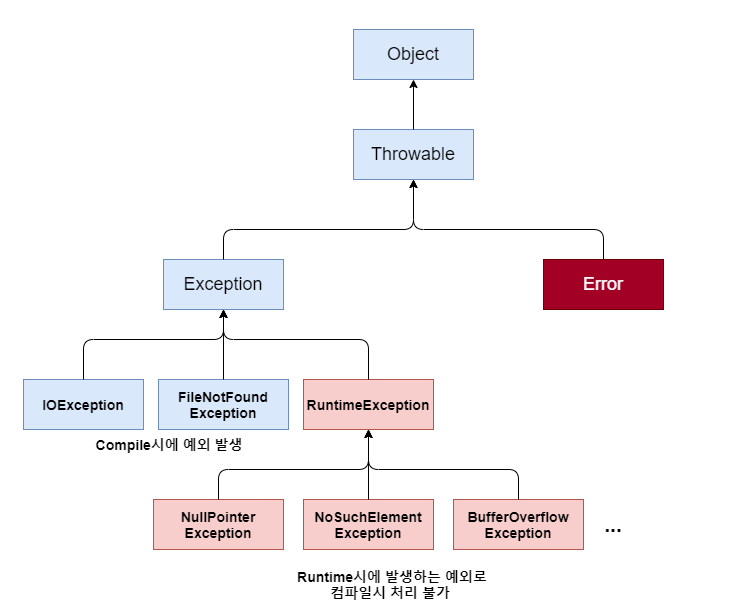 Object
Throwable
Exception
Error
IOException
FileNotFound
Exception
RuntimeException
Compile시에 예외 발생
NullPointer
Exception
NoSuchElement
Exception
BufferOverflow
Exception
...
Runtime시에 발생하는 예외로
컴파일시 처리 불가